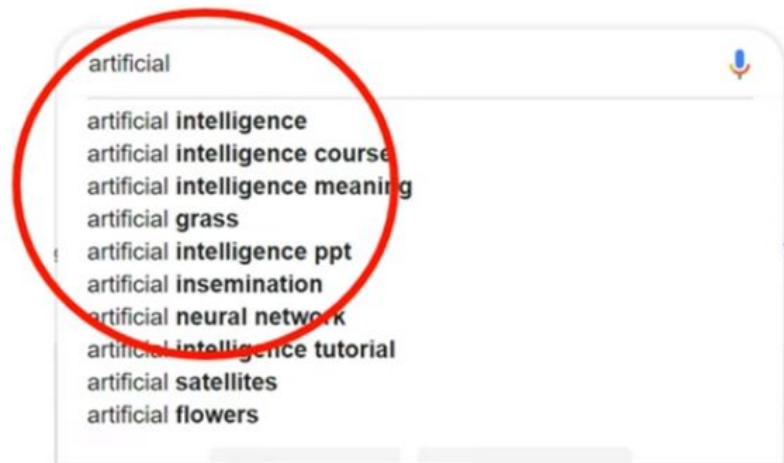 artificial
artificial intelligence
artificial intelligence course
artificial intelligence meaning
artificial grass
artificial intelligence ppt
artificial insemination
artificial neural network
artificial intelligence tutorial
artificial satellites
artificial flowers